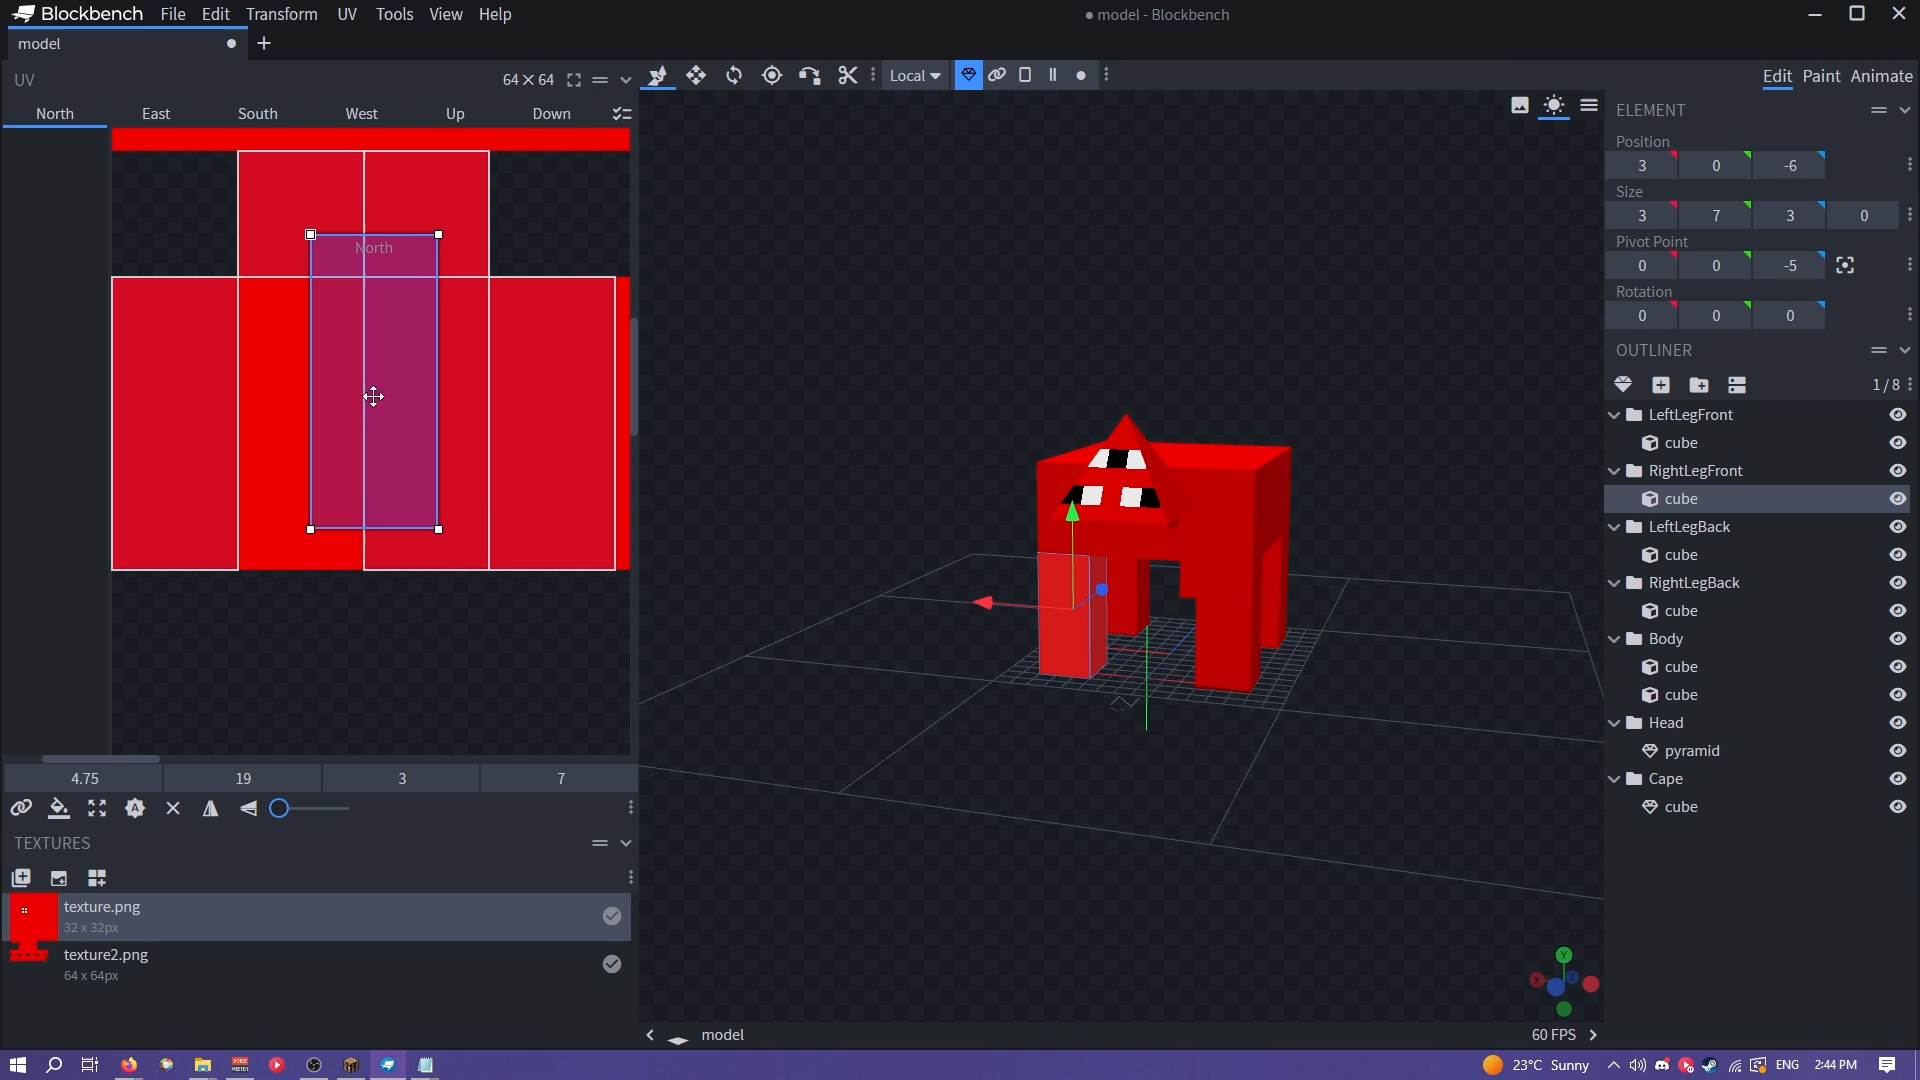 Blockbench File Edit Transform UV Tools View Help
● model - Blockbench
model
UV
64×64
Local
Edit Paint Animate
North East South West Up Down
ELEMENT
Position
3 0 -6
Size
3 7 3 0
Pivot Point
0 0 -5
Rotation
0 0 0
OUTLINER
1/8
LeftLegFront
cube
RightLegFront
cube
LeftLegBack
cube
RightLegBack
cube
Body
cube
cube
Head
pyramid
Cape
cube
North
4.75 19 3 7
TEXTURES
texture.png
32 x 32px
texture2.png
64 x 64px
Y
X
Z
model
60 FPS
23°C Sunny
ENG
2:44 PM